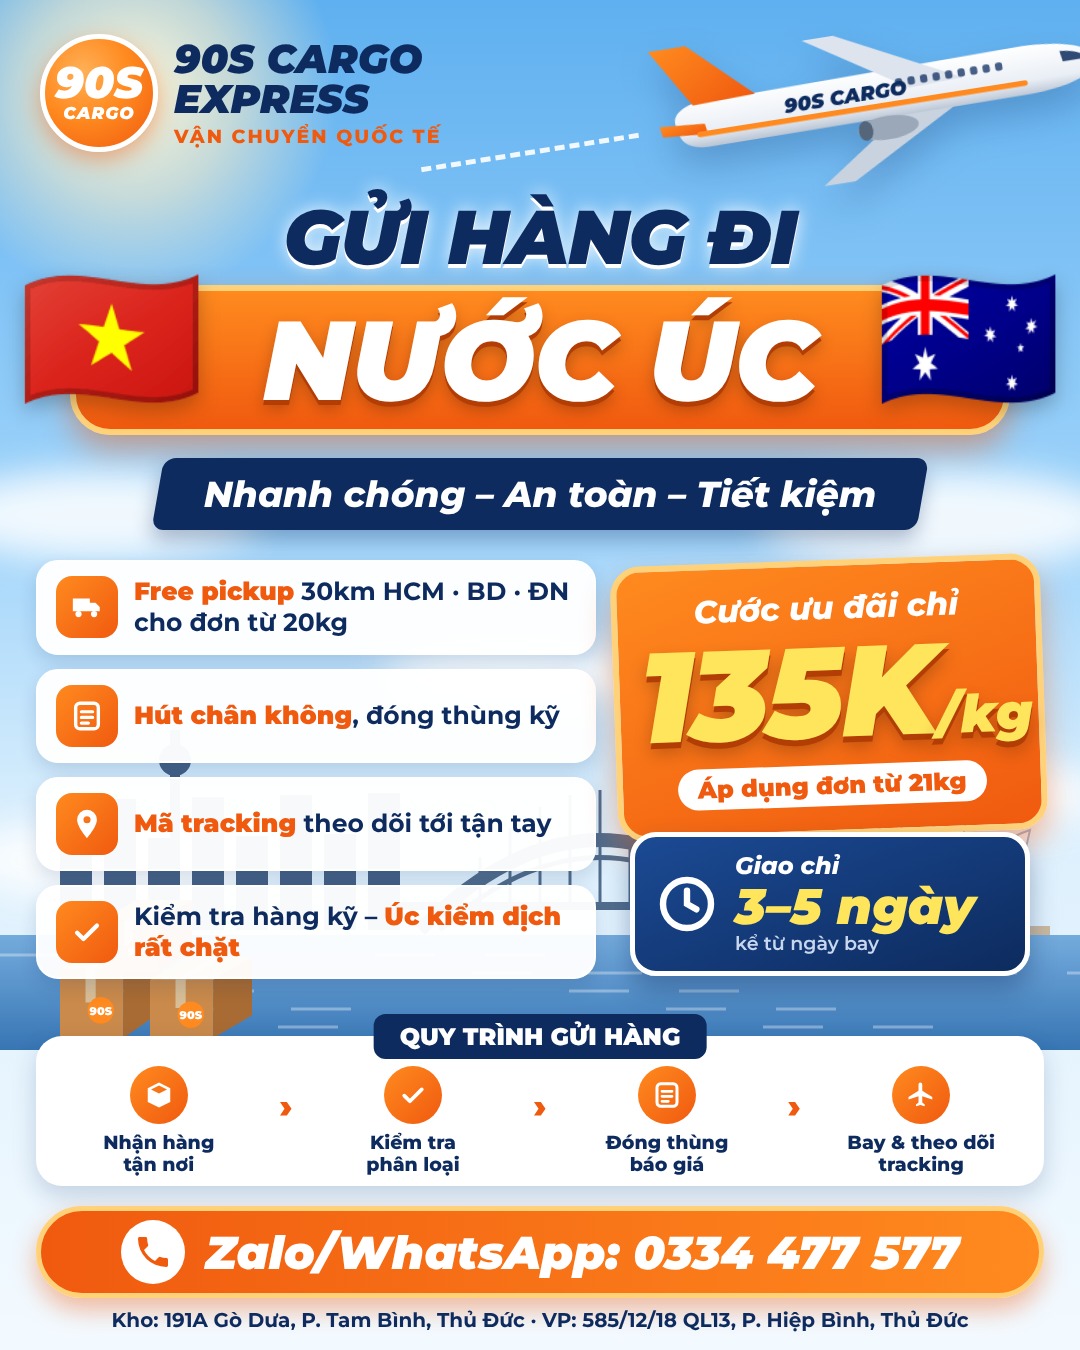 90S
CARGO
90S CARGO
EXPRESS
VẬN CHUYỂN QUỐC TẾ
90S CARGO
GỬI HÀNG ĐI
NƯỚC ÚC
Nhanh chóng – An toàn – Tiết kiệm
Free pickup 30km HCM · BD · ĐN
cho đơn từ 20kg
Hút chân không, đóng thùng kỹ
Mã tracking theo dõi tới tận tay
Kiểm tra hàng kỹ – Úc kiểm dịch
rất chặt
Cước ưu đãi chỉ
135K/kg
Áp dụng đơn từ 21kg
Giao chỉ
3–5 ngày
kể từ ngày bay
90S
90S
QUY TRÌNH GỬI HÀNG
Nhận hàng
tận nơi
›
Kiểm tra
phân loại
›
Đóng thùng
báo giá
›
Bay & theo dõi
tracking
Zalo/WhatsApp: 0334 477 577
Kho: 191A Gò Dưa, P. Tam Bình, Thủ Đức · VP: 585/12/18 QL13, P. Hiệp Bình, Thủ Đức